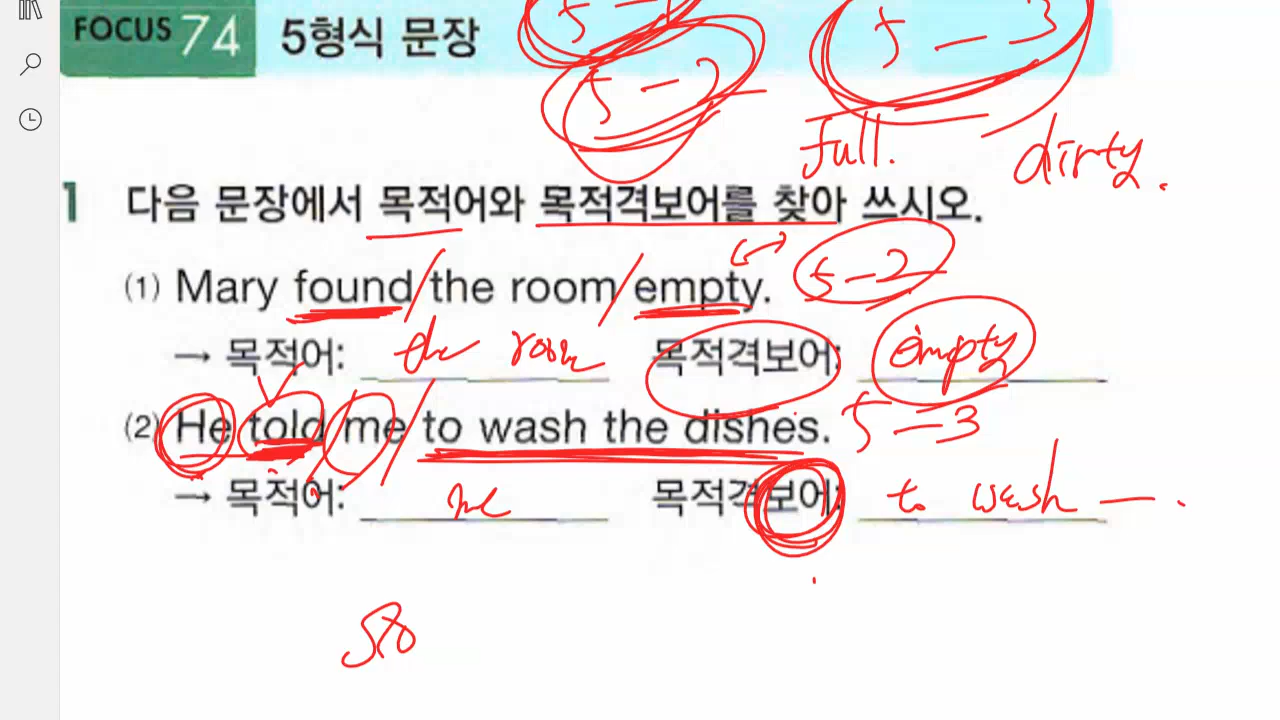 5-1
FOCUS 74 5형식 문장 5-2 5-3
full. dirty.
1 다음 문장에서 목적어와 목적격보어를 찾아 쓰시오.
(1) Mary found / the room / empty. 5-2
→ 목적어: the room 목적격보어: empty
(2) He told / me / to wash the dishes. 5-3
→ 목적어: me 목적격보어: to wash —.